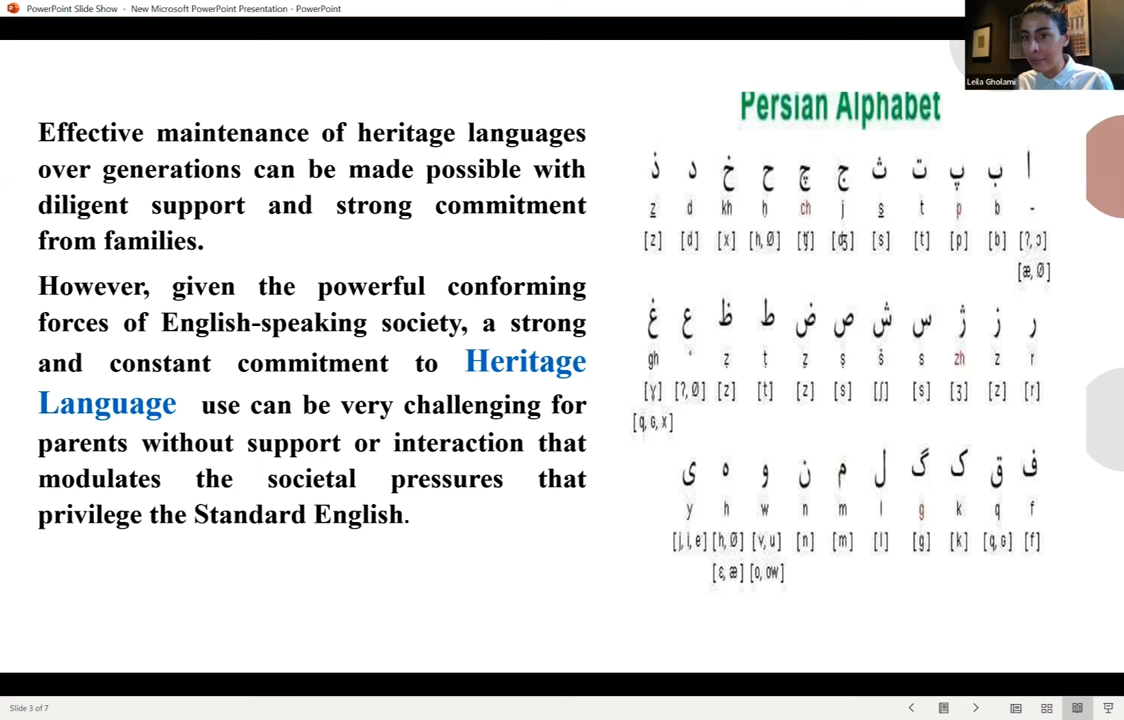 PowerPoint Slide Show - New Microsoft PowerPoint Presentation - PowerPoint
Leila Gholami
Effective maintenance of heritage languages
over generations can be made possible with
diligent support and strong commitment
from families.
However, given the powerful conforming
forces of English-speaking society, a strong
and constant commitment to Heritage
Language use can be very challenging for
parents without support or interaction that
modulates the societal pressures that
privilege the Standard English.
Persian Alphabet
ا ب پ ت ث ج چ ح خ د ذ
ẕ d kh ḥ ch j s̱ t p b -
[z] [d] [x] [h, Ø] [ʧ] [ʤ] [s] [t] [p] [b] [ʔ, ɔ]
[æ, Ø]
ر ز ژ س ش ص ض ط ظ ع غ
gh ʿ ẓ ṭ ż ṣ š s zh z r
[ɣ] [ʔ, Ø] [z] [t] [z] [s] [ʃ] [s] [ʒ] [z] [r]
[q, ɢ, x]
ف ق ک گ ل م ن و ه ی
y h w n m l g k q f
[j, i, e] [h, Ø] [v, u] [n] [m] [l] [g] [k] [q, ɢ] [f]
[ɛ, æ] [o, ow]
Slide 3 of 7